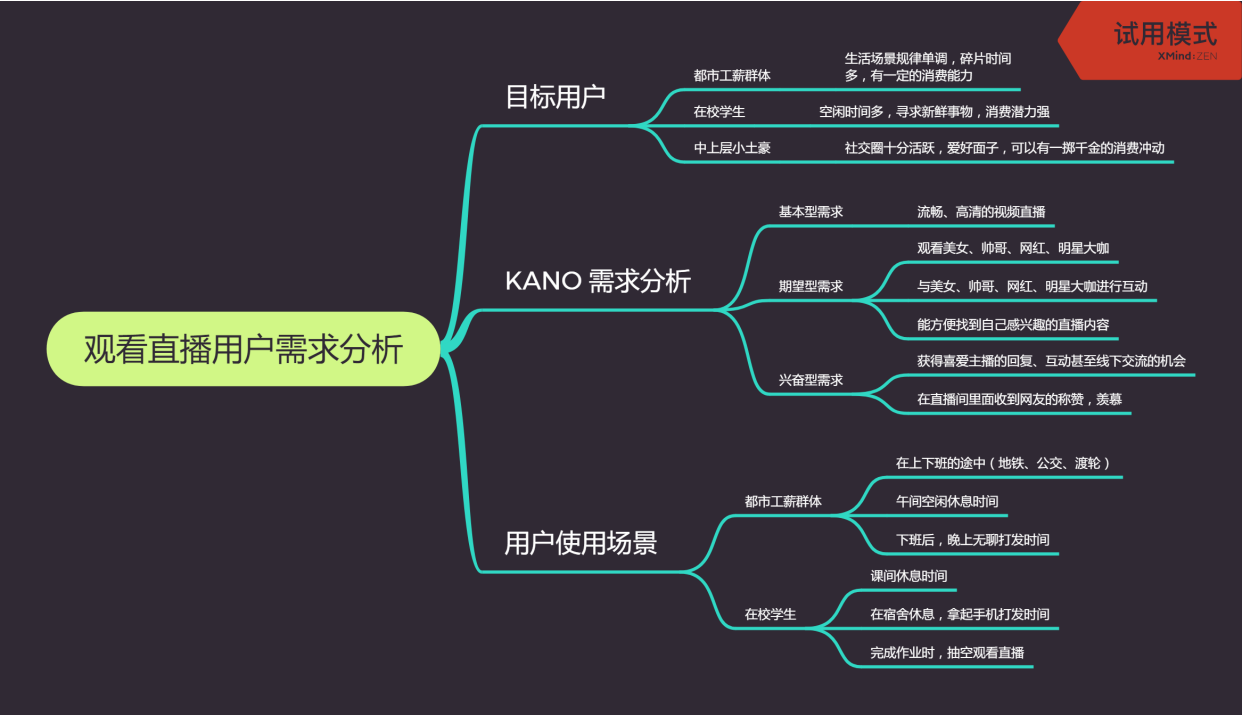 试用模式
XMind:ZEN
观看直播用户需求分析
目标用户
都市工薪群体
生活场景规律单调，碎片时间
多，有一定的消费能力
在校学生
空闲时间多，寻求新鲜事物，消费潜力强
中上层小土豪
社交圈十分活跃，爱好面子，可以有一掷千金的消费冲动
KANO 需求分析
基本型需求
流畅、高清的视频直播
期望型需求
观看美女、帅哥、网红、明星大咖
与美女、帅哥、网红、明星大咖进行互动
能方便找到自己感兴趣的直播内容
兴奋型需求
获得喜爱主播的回复、互动甚至线下交流的机会
在直播间里面收到网友的称赞，羡慕
用户使用场景
都市工薪群体
在上下班的途中（地铁、公交、渡轮）
午间空闲休息时间
下班后，晚上无聊打发时间
在校学生
课间休息时间
在宿舍休息，拿起手机打发时间
完成作业时，抽空观看直播